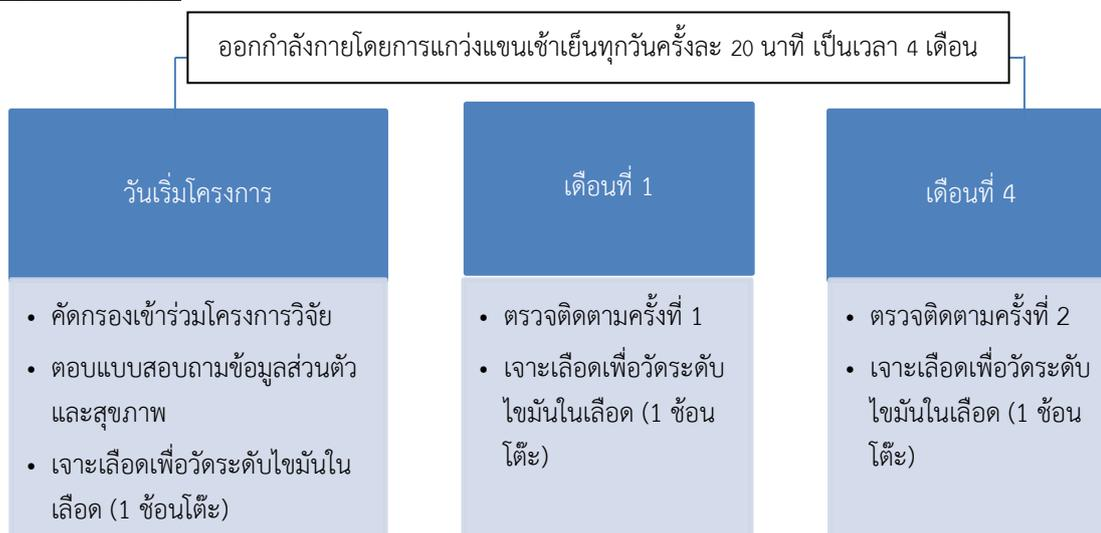 ออกกำลังกายโดยการแกว่งแขนเช้าเย็นทุกวันครั้งละ 20 นาที เป็นเวลา 4 เดือน
วันเริ่มโครงการ
• คัดกรองเข้าร่วมโครงการวิจัย
• ตอบแบบสอบถามข้อมูลส่วนตัว
และสุขภาพ
• เจาะเลือดเพื่อวัดระดับไขมันใน
เลือด (1 ช้อนโต๊ะ)
เดือนที่ 1
• ตรวจติดตามครั้งที่ 1
• เจาะเลือดเพื่อวัดระดับ
ไขมันในเลือด (1 ช้อน
โต๊ะ)
เดือนที่ 4
• ตรวจติดตามครั้งที่ 2
• เจาะเลือดเพื่อวัดระดับ
ไขมันในเลือด (1 ช้อน
โต๊ะ)